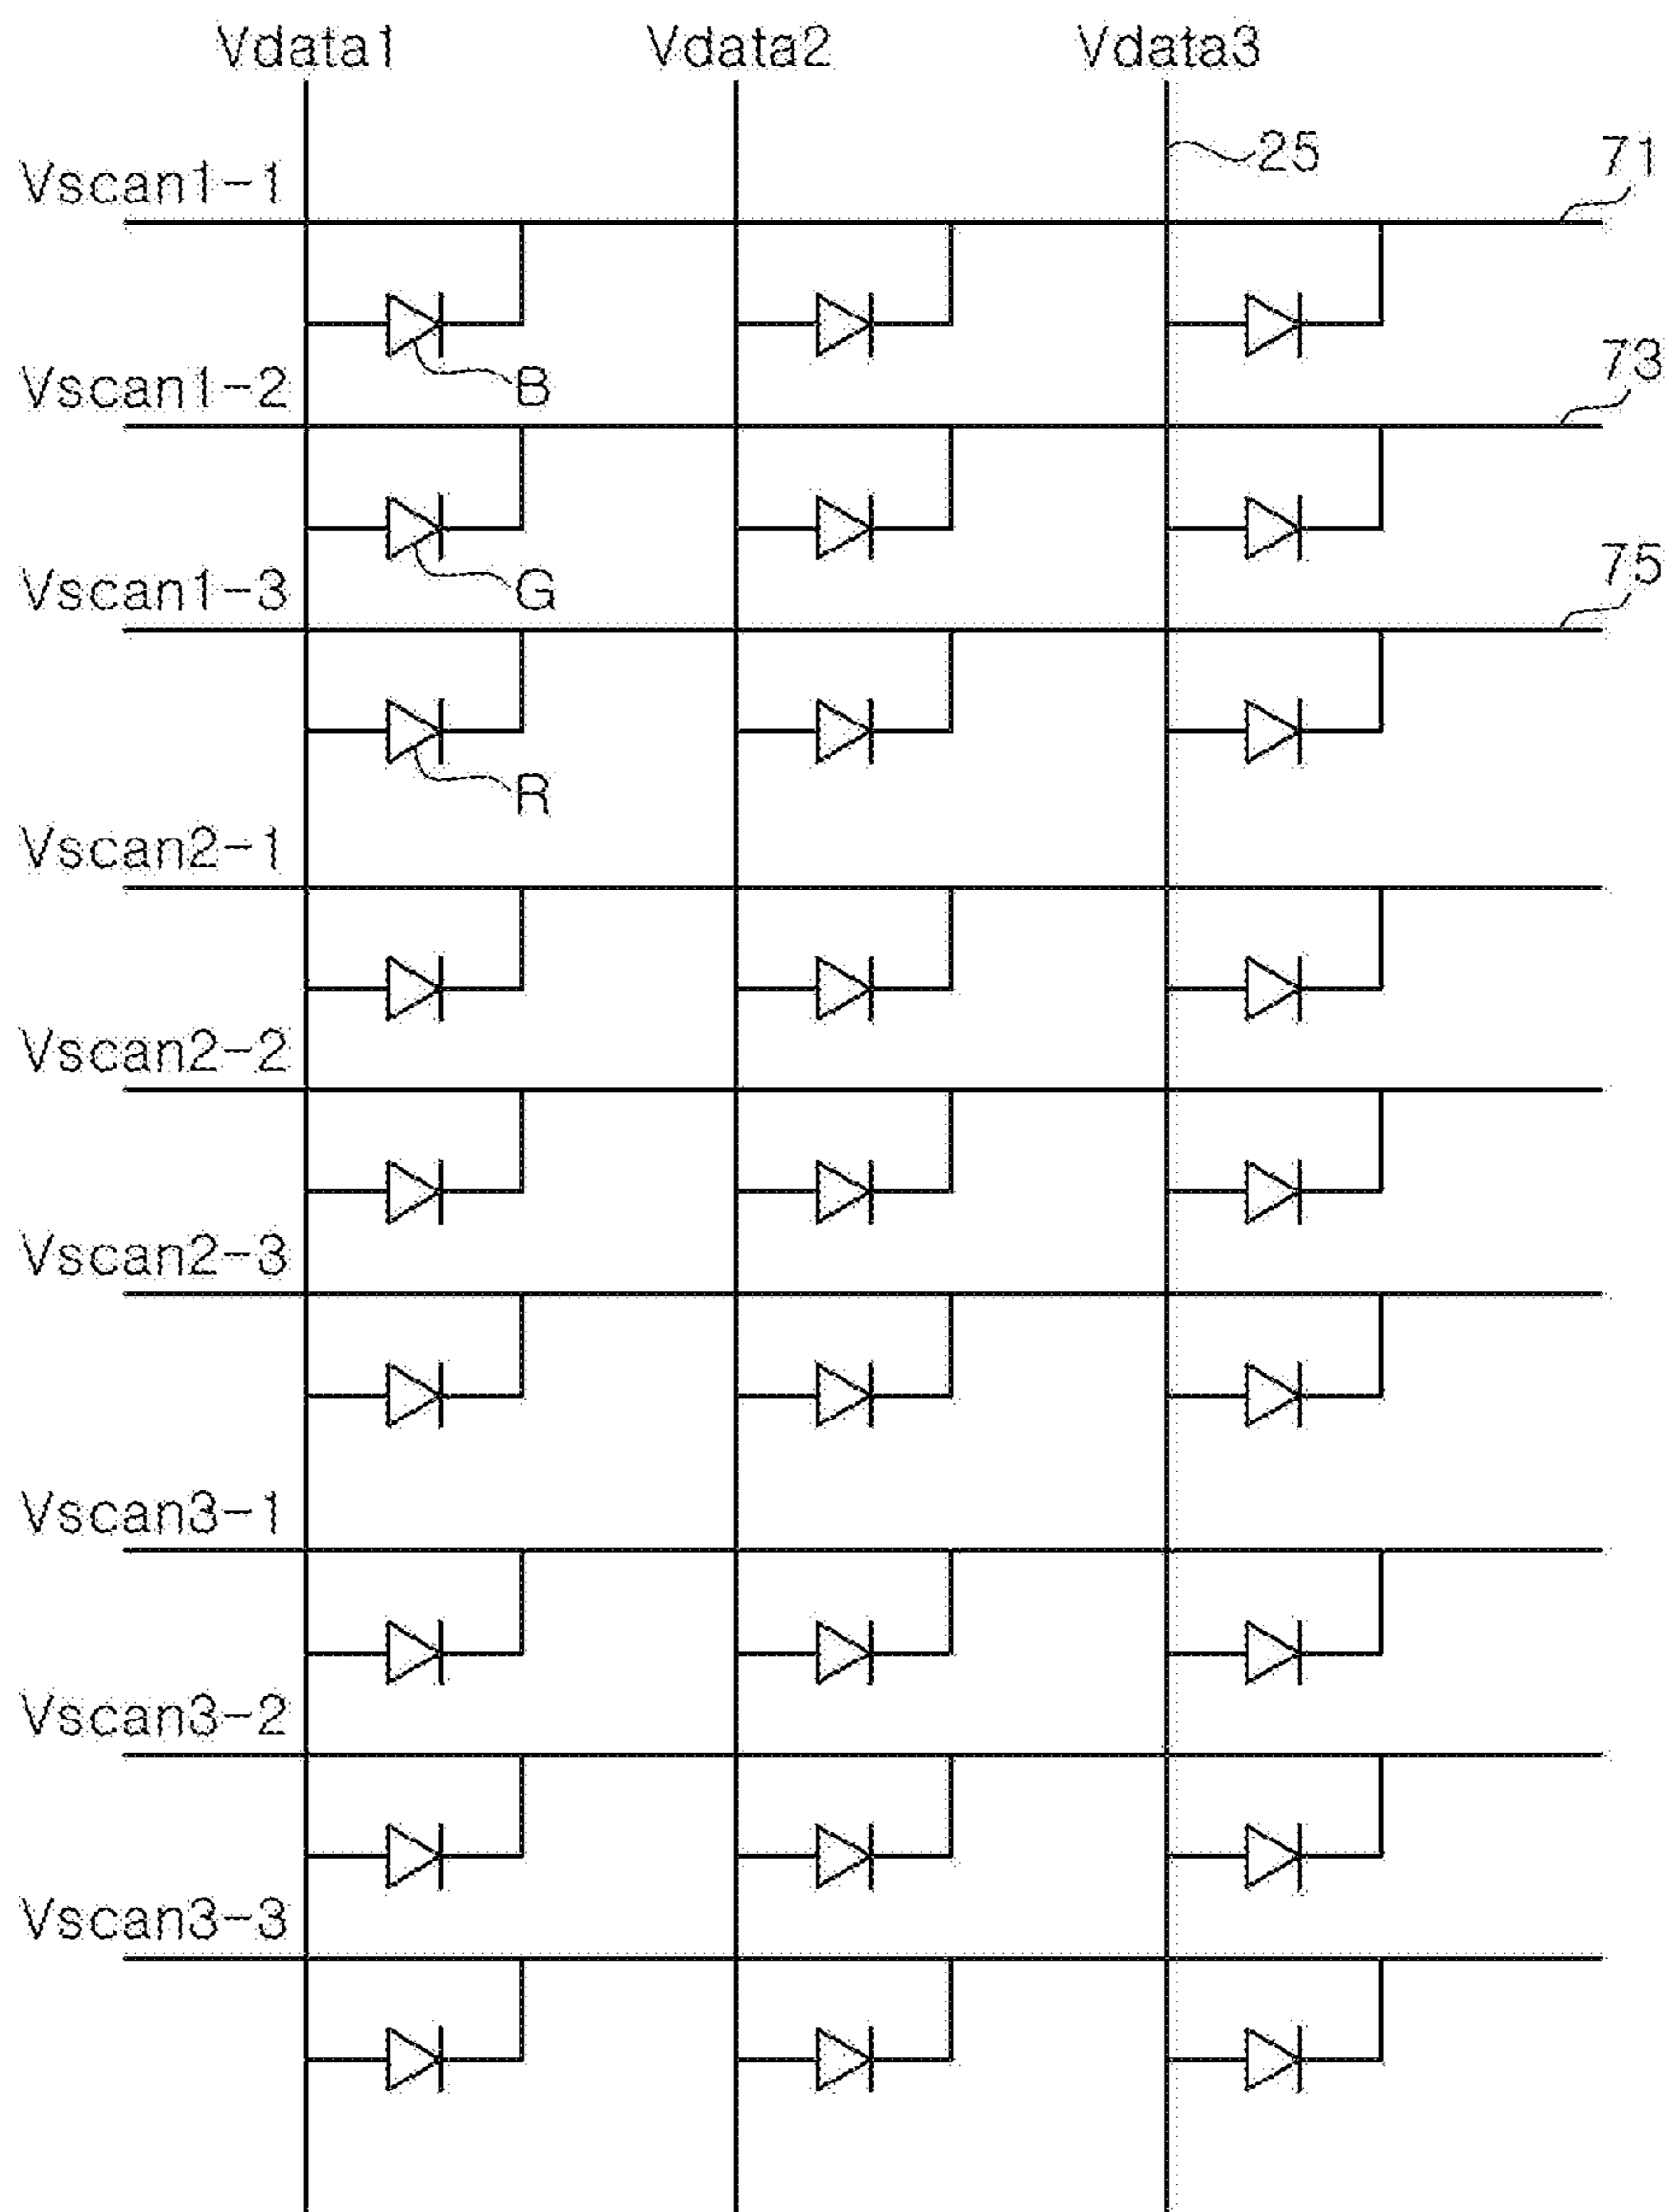 Vdata1 Vdata2 Vdata3
25
71
Vscan1-1
B
73
Vscan1-2
G
75
Vscan1-3
R
Vscan2-1
Vscan2-2
Vscan2-3
Vscan3-1
Vscan3-2
Vscan3-3